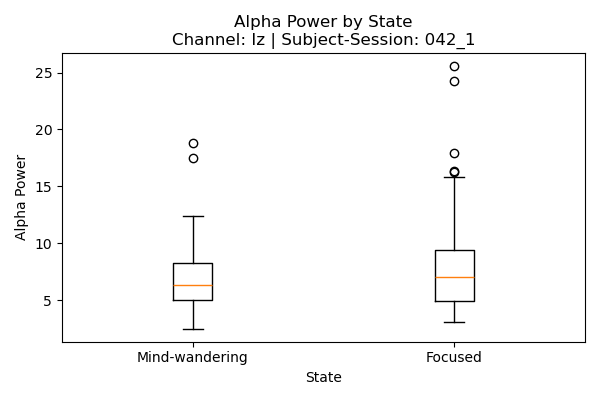 Alpha Power by State
Channel: Iz | Subject-Session: 042_1
Alpha Power
25
20
15
10
5
Mind-wandering
Focused
State